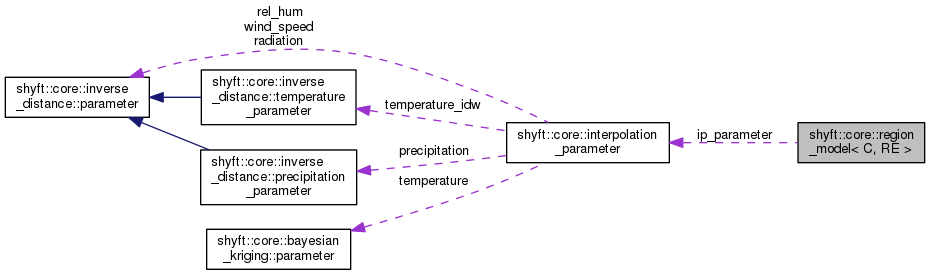 rel_hum
wind_speed
radiation
shyft::core::inverse
_distance::parameter
shyft::core::inverse
_distance::temperature
_parameter
temperature_idw
shyft::core::interpolation
_parameter
ip_parameter
shyft::core::region
_model< C, RE >
shyft::core::inverse
_distance::precipitation
_parameter
precipitation
temperature
shyft::core::bayesian
_kriging::parameter